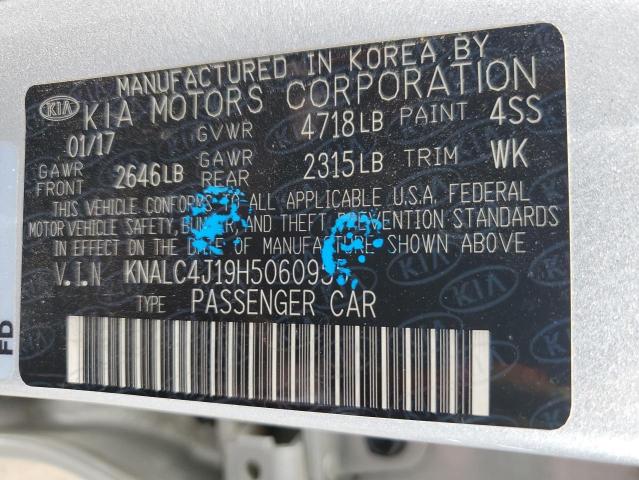 MANUFACTURED IN KOREA BY
KIA KIA MOTORS CORPORATION
01/17 GVWR 4718LB PAINT 4SS
GAWR FRONT 2646LB GAWR REAR 2315LB TRIM WK
THIS VEHICLE CONFORMS TO ALL APPLICABLE U.S.A. FEDERAL
MOTOR VEHICLE SAFETY, BUMPER, AND THEFT PREVENTION STANDARDS
IN EFFECT ON THE DATE OF MANUFACTURE SHOWN ABOVE
V.I.N
TYPE PASSENGER CAR
FD